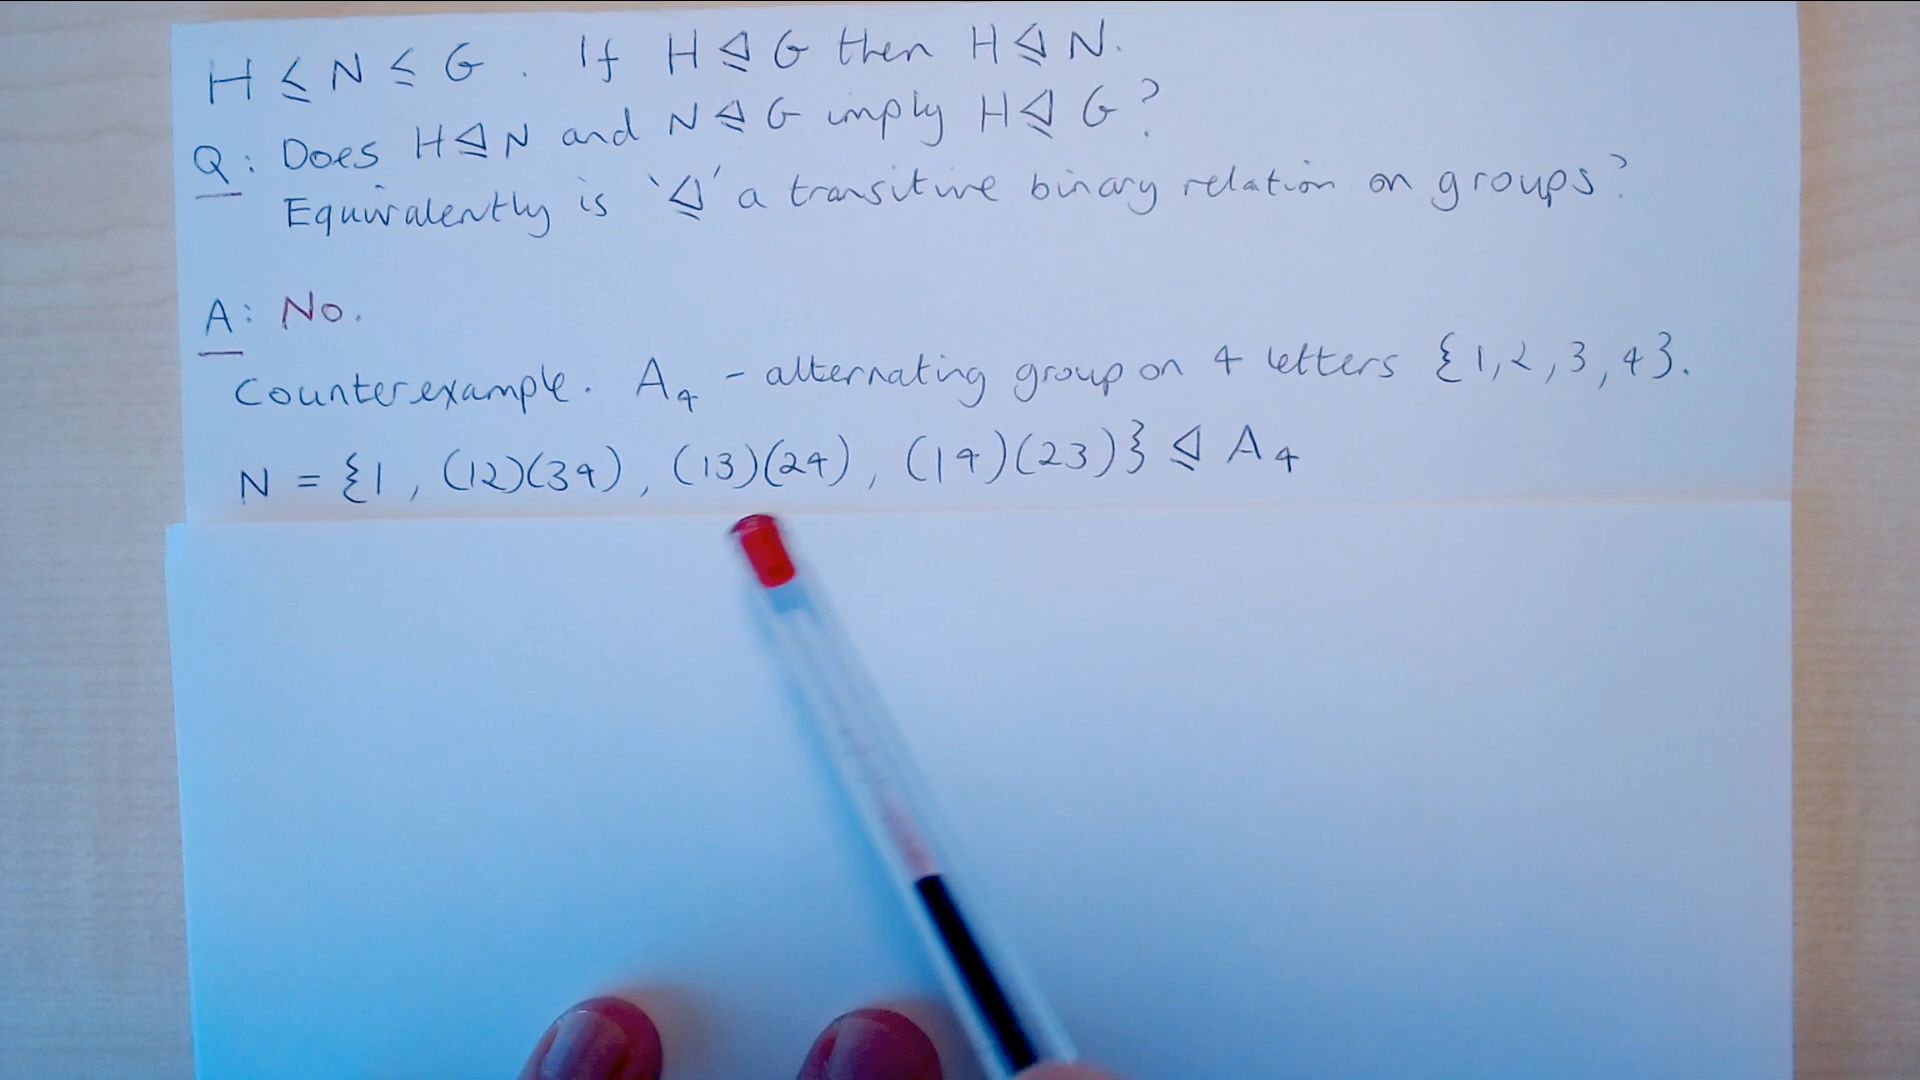 H ≤ N ≤ G. If H ⊴ G then H ⊴ N.
Q: Does H ⊴ N and N ⊴ G imply H ⊴ G?
Equivalently is '⊴' a transitive binary relation on groups?
A: No.
Counterexample. A₄ - alternating group on 4 letters {1,2,3,4}.
N = {1, (12)(34), (13)(24), (14)(23)} ⊴ A₄